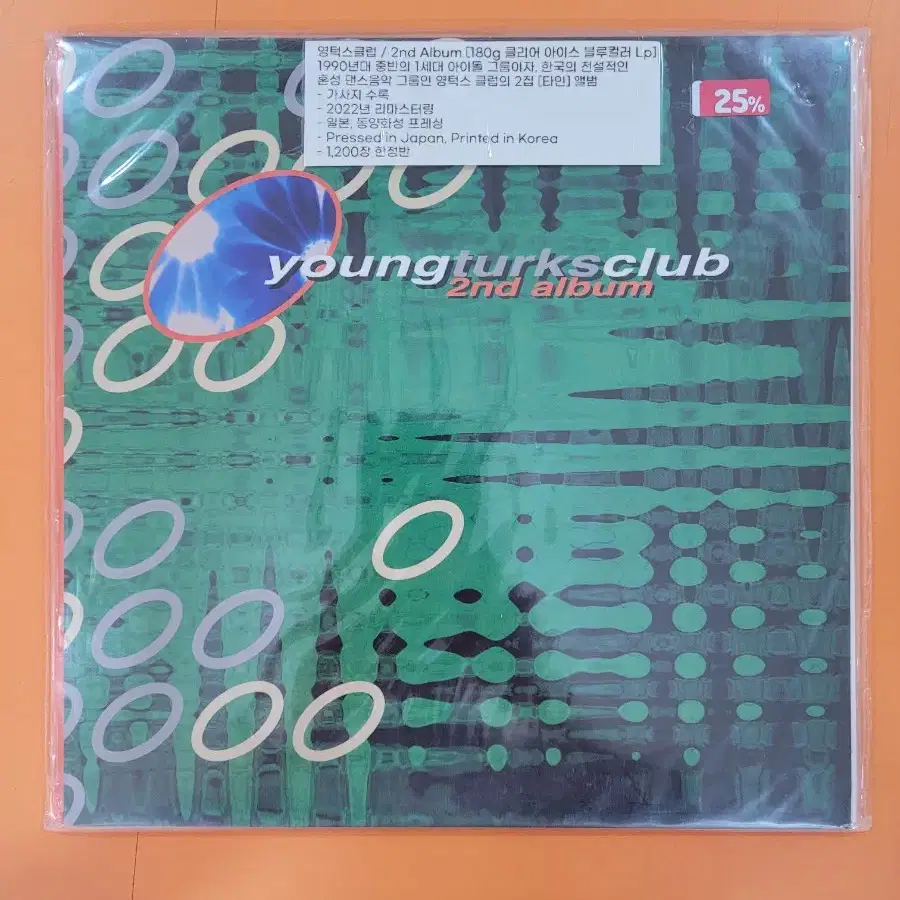 영턱스클럽 / 2nd Album [180g 클리어 아이스 블루컬러 Lp]
1990년대 중반의 1세대 아이돌 그룹이자, 한국의 전설적인
혼성 댄스음악 그룹인 영턱스 클럽의 2집 [타인] 앨범
- 가사지 수록
- 2022년 리마스터링
- 일본, 동양화성 프레싱
- Pressed in Japan, Printed in Korea
- 1,200장 한정반
25%
youngturksclub
2nd album